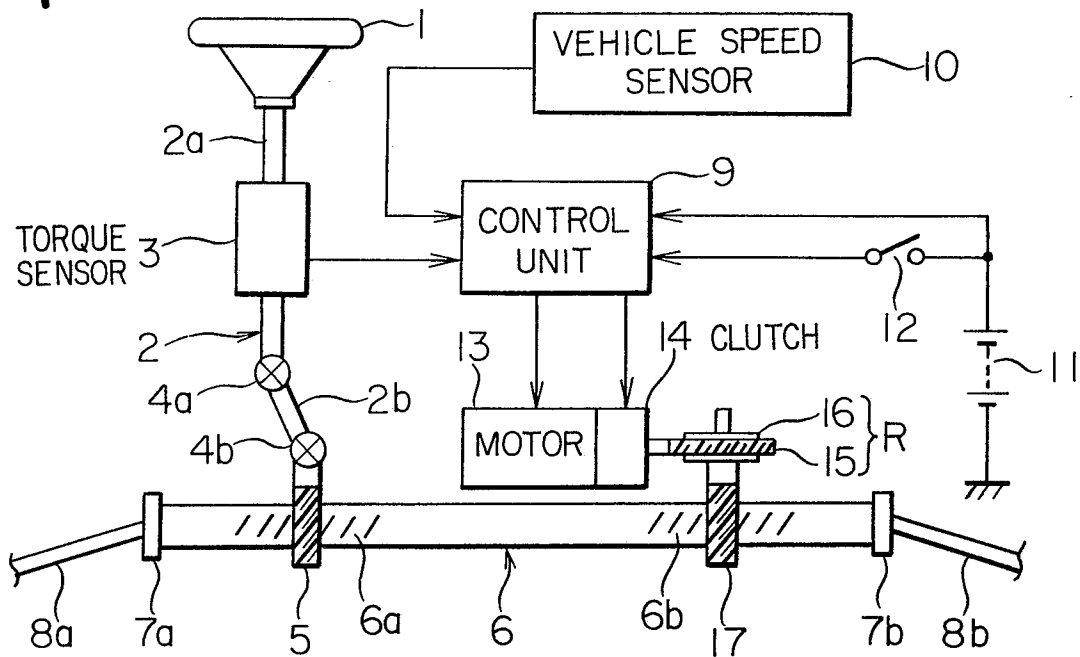 1
VEHICLE SPEED
SENSOR
10
2a
9
CONTROL
UNIT
TORQUE
SENSOR
3
12
2
13
14 CLUTCH
11
4a
2b
MOTOR
16
15
R
4b
8a
7a
5
6a
6
6b
17
7b
8b